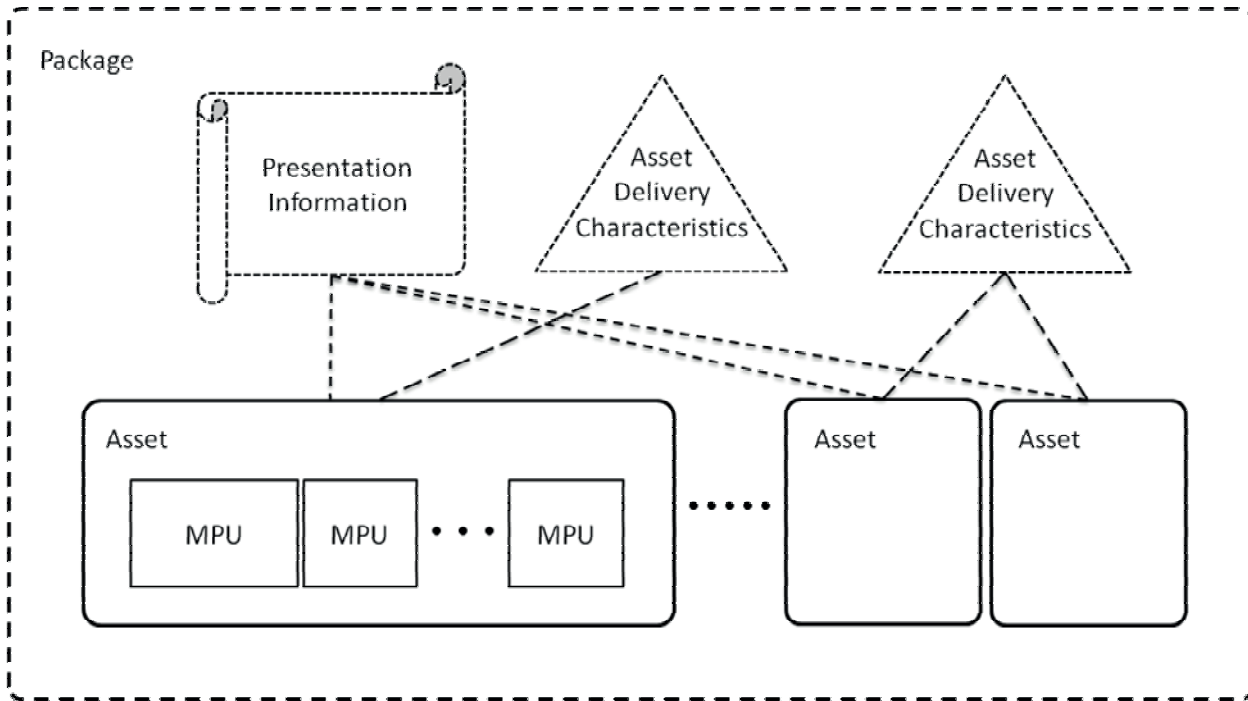 Package
Presentation
Information
Asset
Delivery
Characteristics
Asset
Delivery
Characteristics
Asset
MPU
MPU
MPU
Asset
Asset